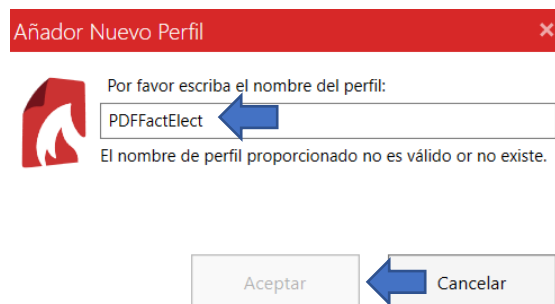 Añador Nuevo Perfil
Por favor escriba el nombre del perfil:
PDFFactElect
El nombre de perfil proporcionado no es válido or no existe.
Aceptar
Cancelar